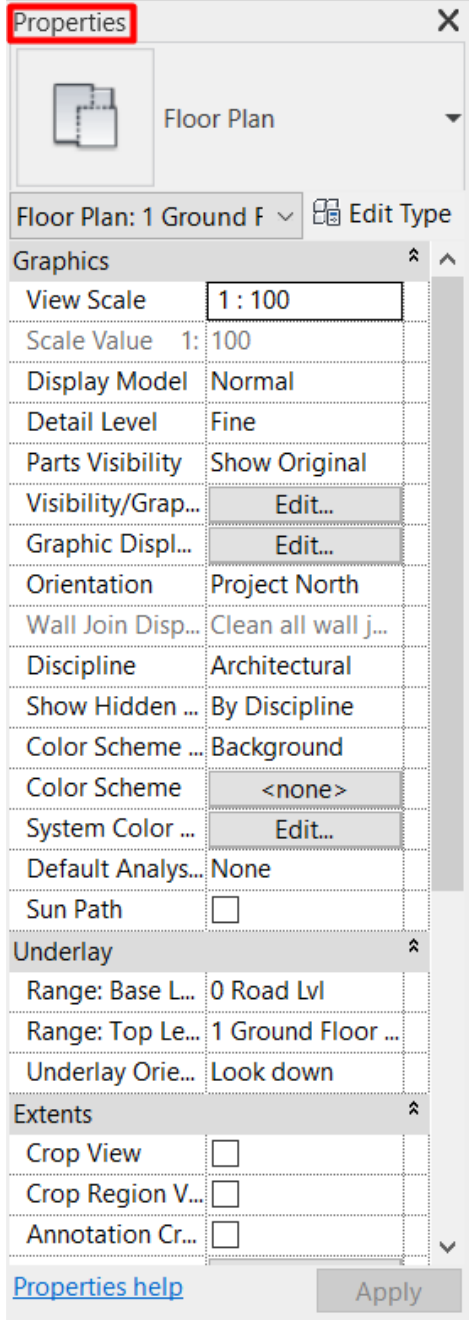 Properties
Floor Plan
Floor Plan: 1 Ground F Edit Type
Graphics
View Scale 1 : 100
Scale Value 1: 100
Display Model Normal
Detail Level Fine
Parts Visibility Show Original
Visibility/Grap... Edit...
Graphic Displ... Edit...
Orientation Project North
Wall Join Disp... Clean all wall j...
Discipline Architectural
Show Hidden ... By Discipline
Color Scheme ... Background
Color Scheme <none>
System Color ... Edit...
Default Analys... None
Sun Path
Underlay
Range: Base L... 0 Road Lvl
Range: Top Le... 1 Ground Floor ...
Underlay Orie... Look down
Extents
Crop View
Crop Region V...
Annotation Cr...
Properties help Apply